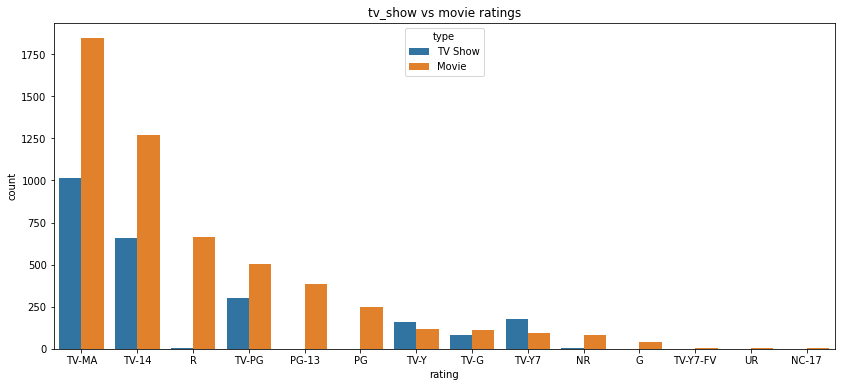 tv_show vs movie ratings
type
TV Show
Movie
count
1750
1500
1250
1000
750
500
250
0
TV-MA TV-14 R TV-PG PG-13 PG TV-Y TV-G TV-Y7 NR G TV-Y7-FV UR NC-17
rating